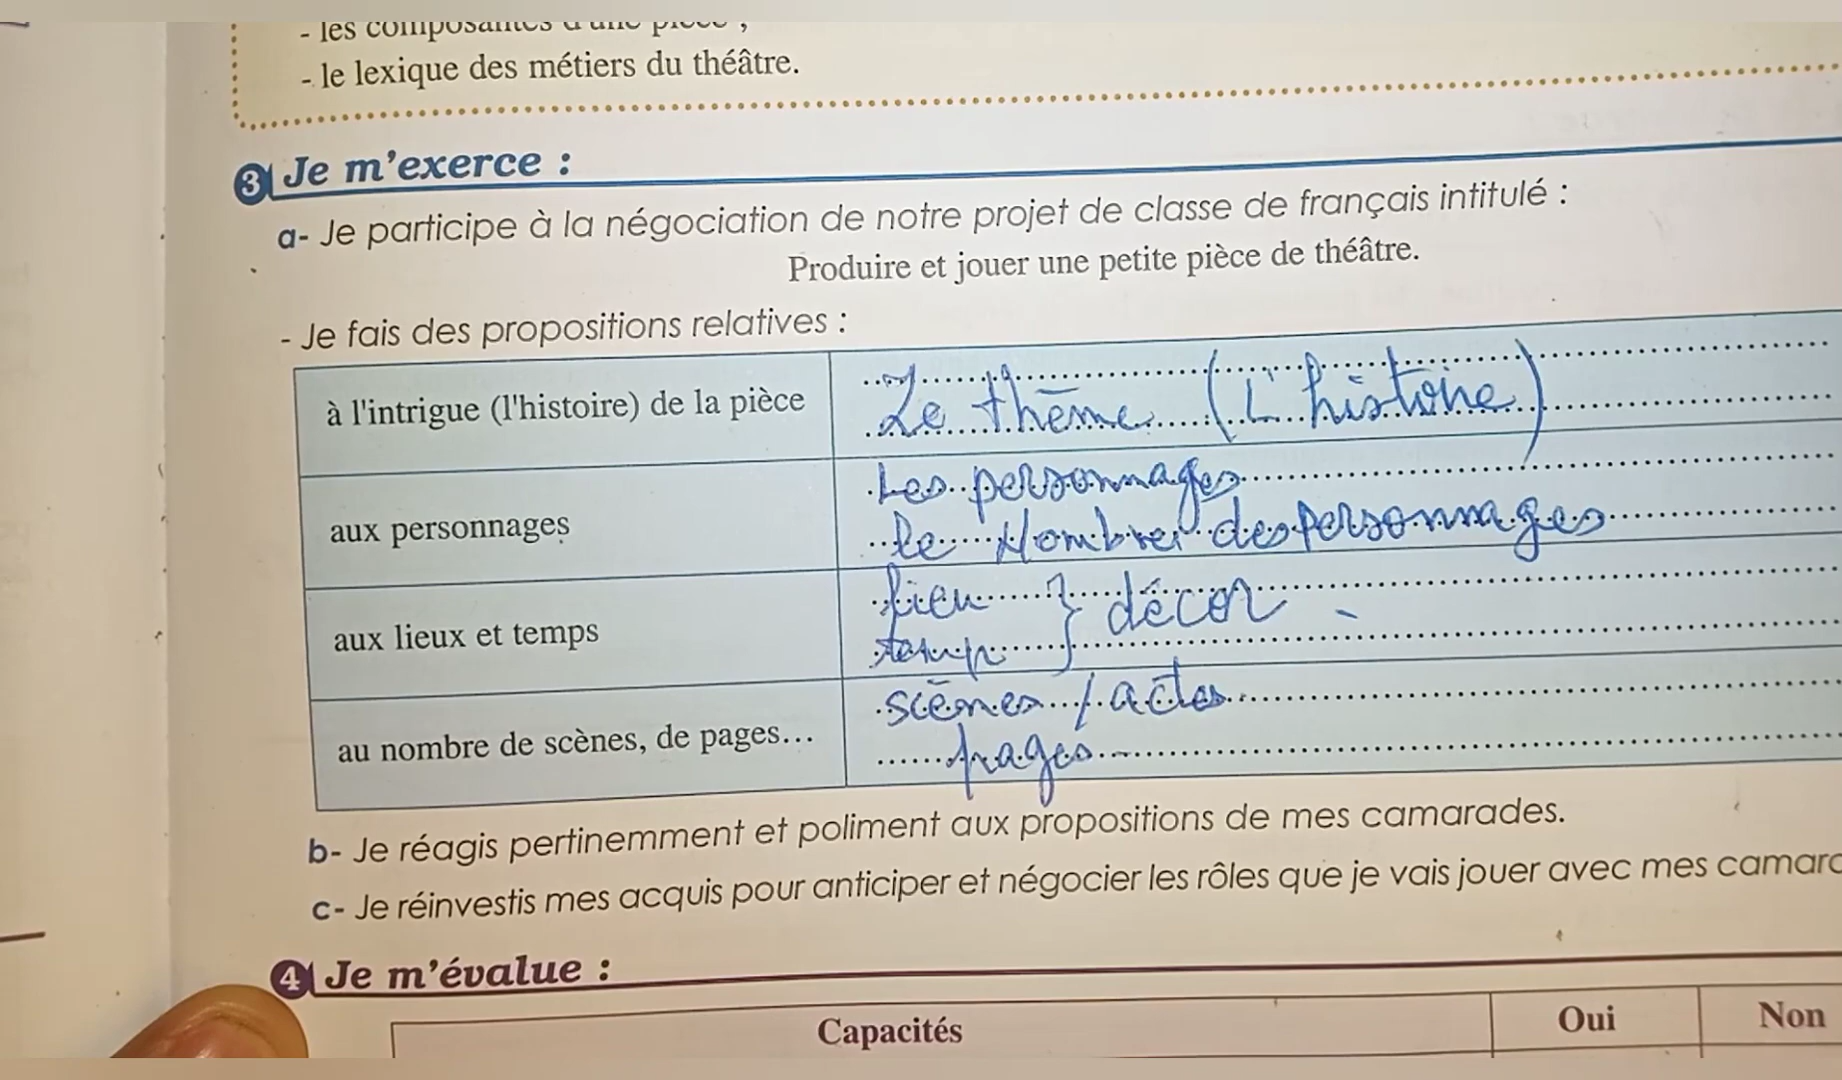 - les composantes d'une pièce ;
- le lexique des métiers du théâtre.
3 Je m'exerce :
a- Je participe à la négociation de notre projet de classe de français intitulé :
Produire et jouer une petite pièce de théâtre.
- Je fais des propositions relatives :
à l'intrigue (l'histoire) de la pièce
Le thème (L'histoire)
aux personnages
Les personnages
le Nombre des personnages
aux lieux et temps
lieu } décor
temps
au nombre de scènes, de pages...
scènes / actes
pages
b- Je réagis pertinemment et poliment aux propositions de mes camarades.
c- Je réinvestis mes acquis pour anticiper et négocier les rôles que je vais jouer avec mes camara
4 Je m'évalue :
Capacités Oui Non